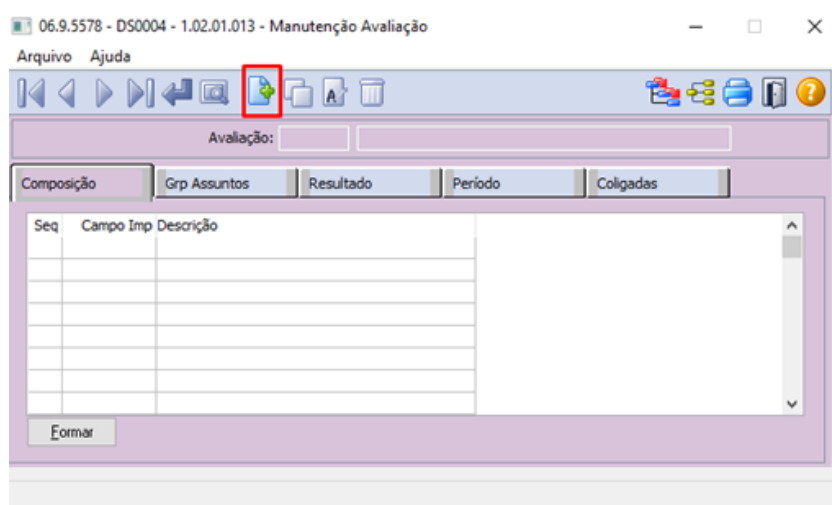 06.9.5578 - DS0004 - 1.02.01.013 - Manutenção Avaliação
Arquivo Ajuda
Avaliação:
Composição Grp Assuntos Resultado Período Coligadas
Seq Campo Imp Descrição
Formar